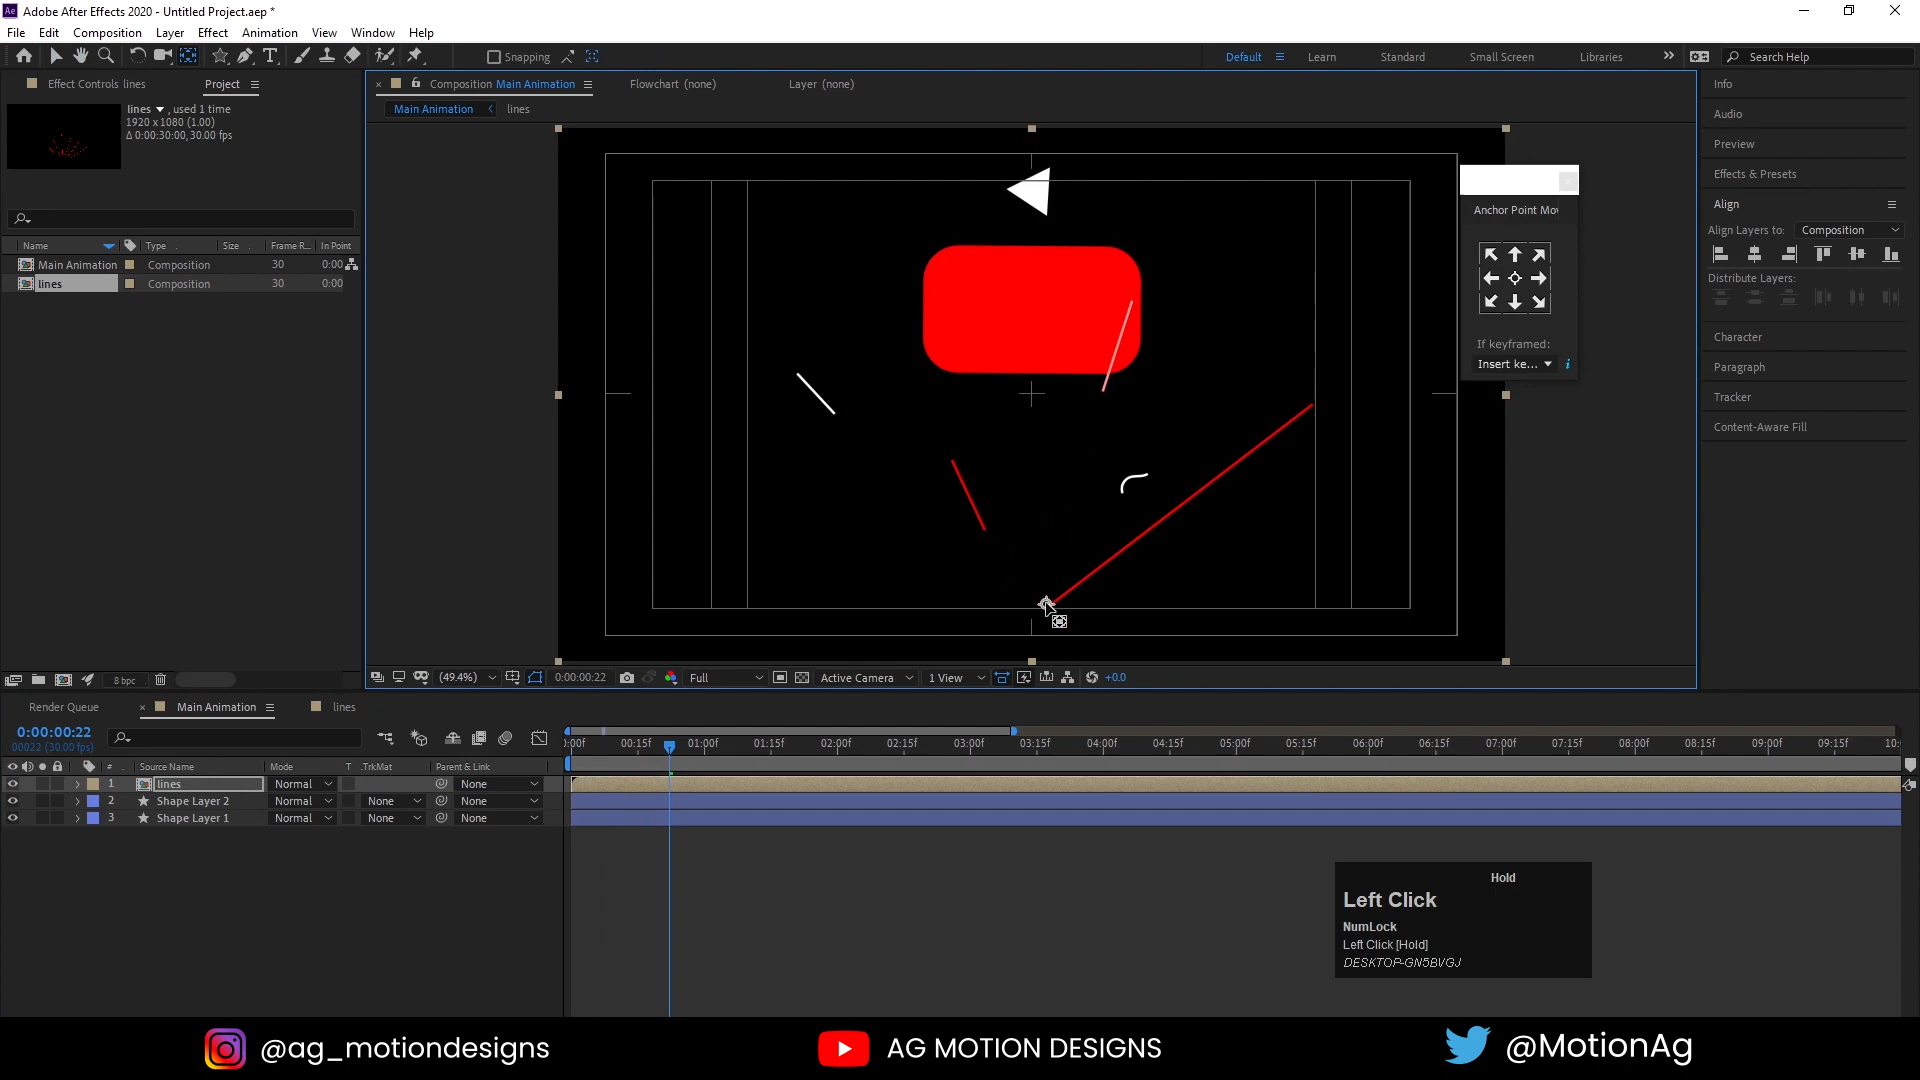 Ae Adobe After Effects 2020 - Untitled Project.aep *
File Edit Composition Layer Effect Animation View Window Help
Snapping
Default Learn Standard Small Screen Libraries Search Help
Effect Controls lines Project
lines , used 1 time
1920 x 1080 (1.00)
Δ 0:00:30:00, 30.00 fps
Name Type Size Frame R... In Point
Main Animation Composition 30 0:00
lines Composition 30 0:00
8 bpc
Composition Main Animation Flowchart (none) Layer (none)
Main Animation lines
Anchor Point Mov
If keyframed:
Insert ke...
(49.4%) 0:00:00:22 Full Active Camera 1 View +0.0
Info
Audio
Preview
Effects & Presets
Align
Align Layers to: Composition
Distribute Layers:
Character
Paragraph
Tracker
Content-Aware Fill
Render Queue Main Animation lines
0:00:00:22
00022 (30.00 fps)
):00f 00:15f 01:00f 01:15f 02:00f 02:15f 03:00f 03:15f 04:00f 04:15f 05:00f 05:15f 06:00f 06:15f 07:00f 07:15f 08:00f 08:15f 09:00f 09:15f 10:
# Source Name Mode T .TrkMat Parent & Link
1 lines Normal None
2 Shape Layer 2 Normal None None
3 Shape Layer 1 Normal None None
Hold
Left Click
NumLock
Left Click [Hold]
DESKTOP-GN5BVGJ
@ag_motiondesigns AG MOTION DESIGNS @MotionAg